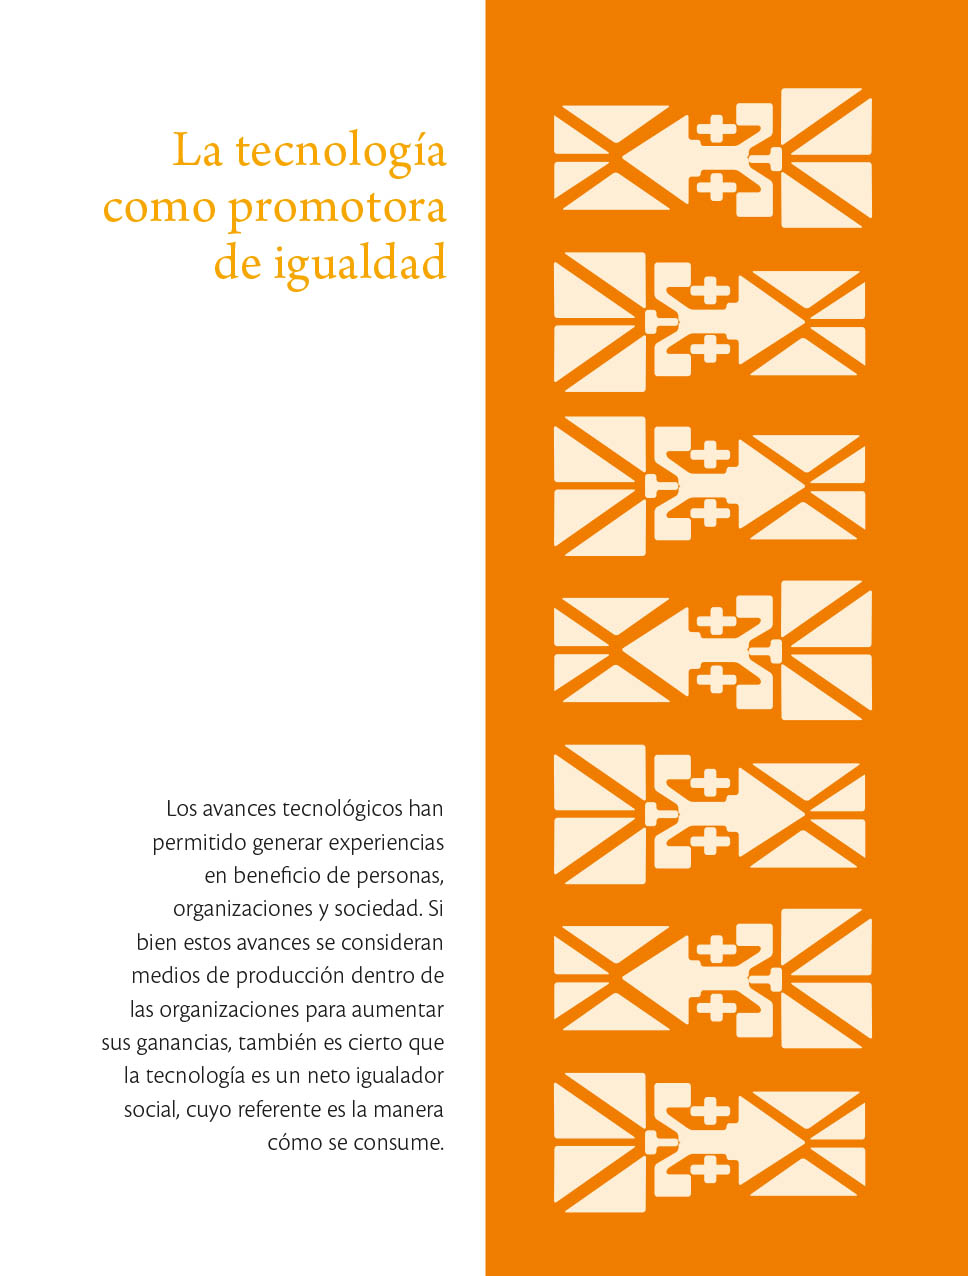 La tecnología
como promotora
de igualdad
Los avances tecnológicos han
permitido generar experiencias
en beneficio de personas,
organizaciones y sociedad. Si
bien estos avances se consideran
medios de producción dentro de
las organizaciones para aumentar
sus ganancias, también es cierto que
la tecnología es un neto igualador
social, cuyo referente es la manera
cómo se consume.